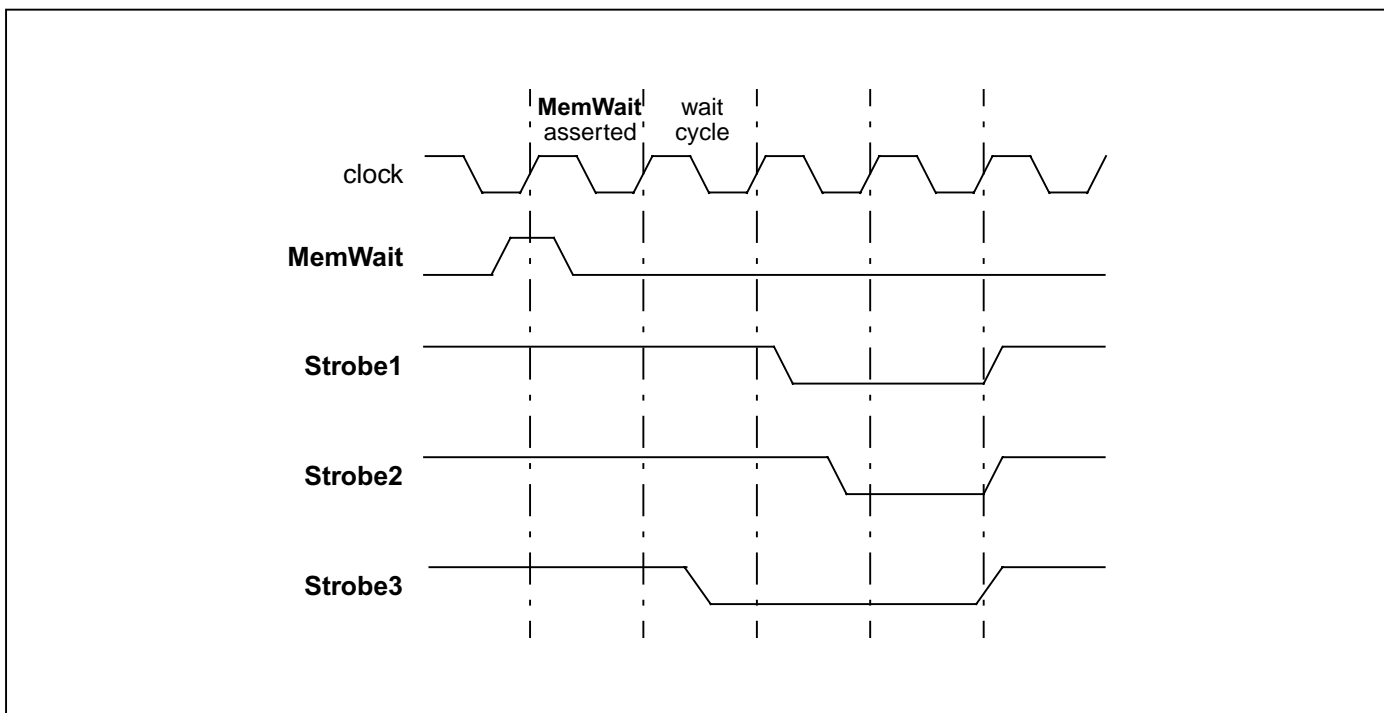 MemWait wait
asserted cycle
clock
MemWait
Strobe1
Strobe2
Strobe3